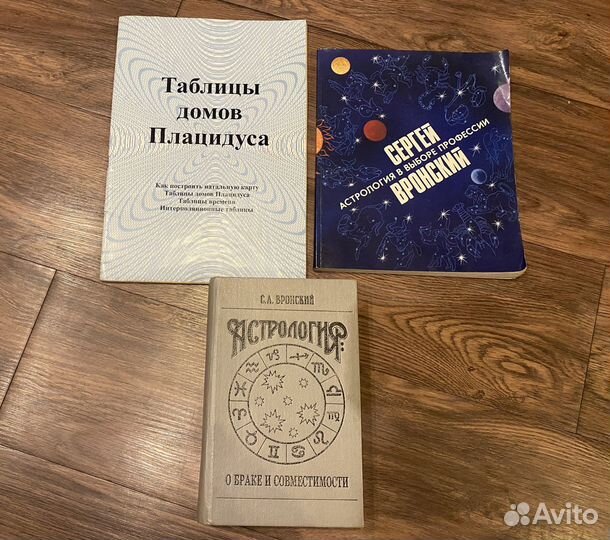 Таблицы
домов
Плацидуса
Как построить натальную карту
Таблицы домов Плацидуса
Таблицы времени
Интерполяционные таблицы
СЕРГЕЙ
АСТРОЛОГИЯ В ВЫБОРЕ ПРОФЕССИИ
ВРОНСКИЙ
С.А. ВРОНСКИЙ
АСТРОЛОГИЯ:
О БРАКЕ И СОВМЕСТИМОСТИ
Avito